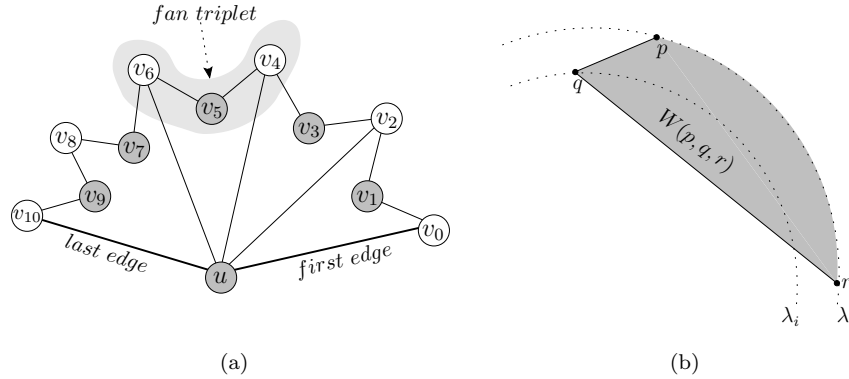 fan triplet
v6
v4
v5
v8
v7
v3
v2
v9
v1
v10
v0
last edge
first edge
u
(a)
p
q
W(p,q,r)
r
λi
λ
(b)